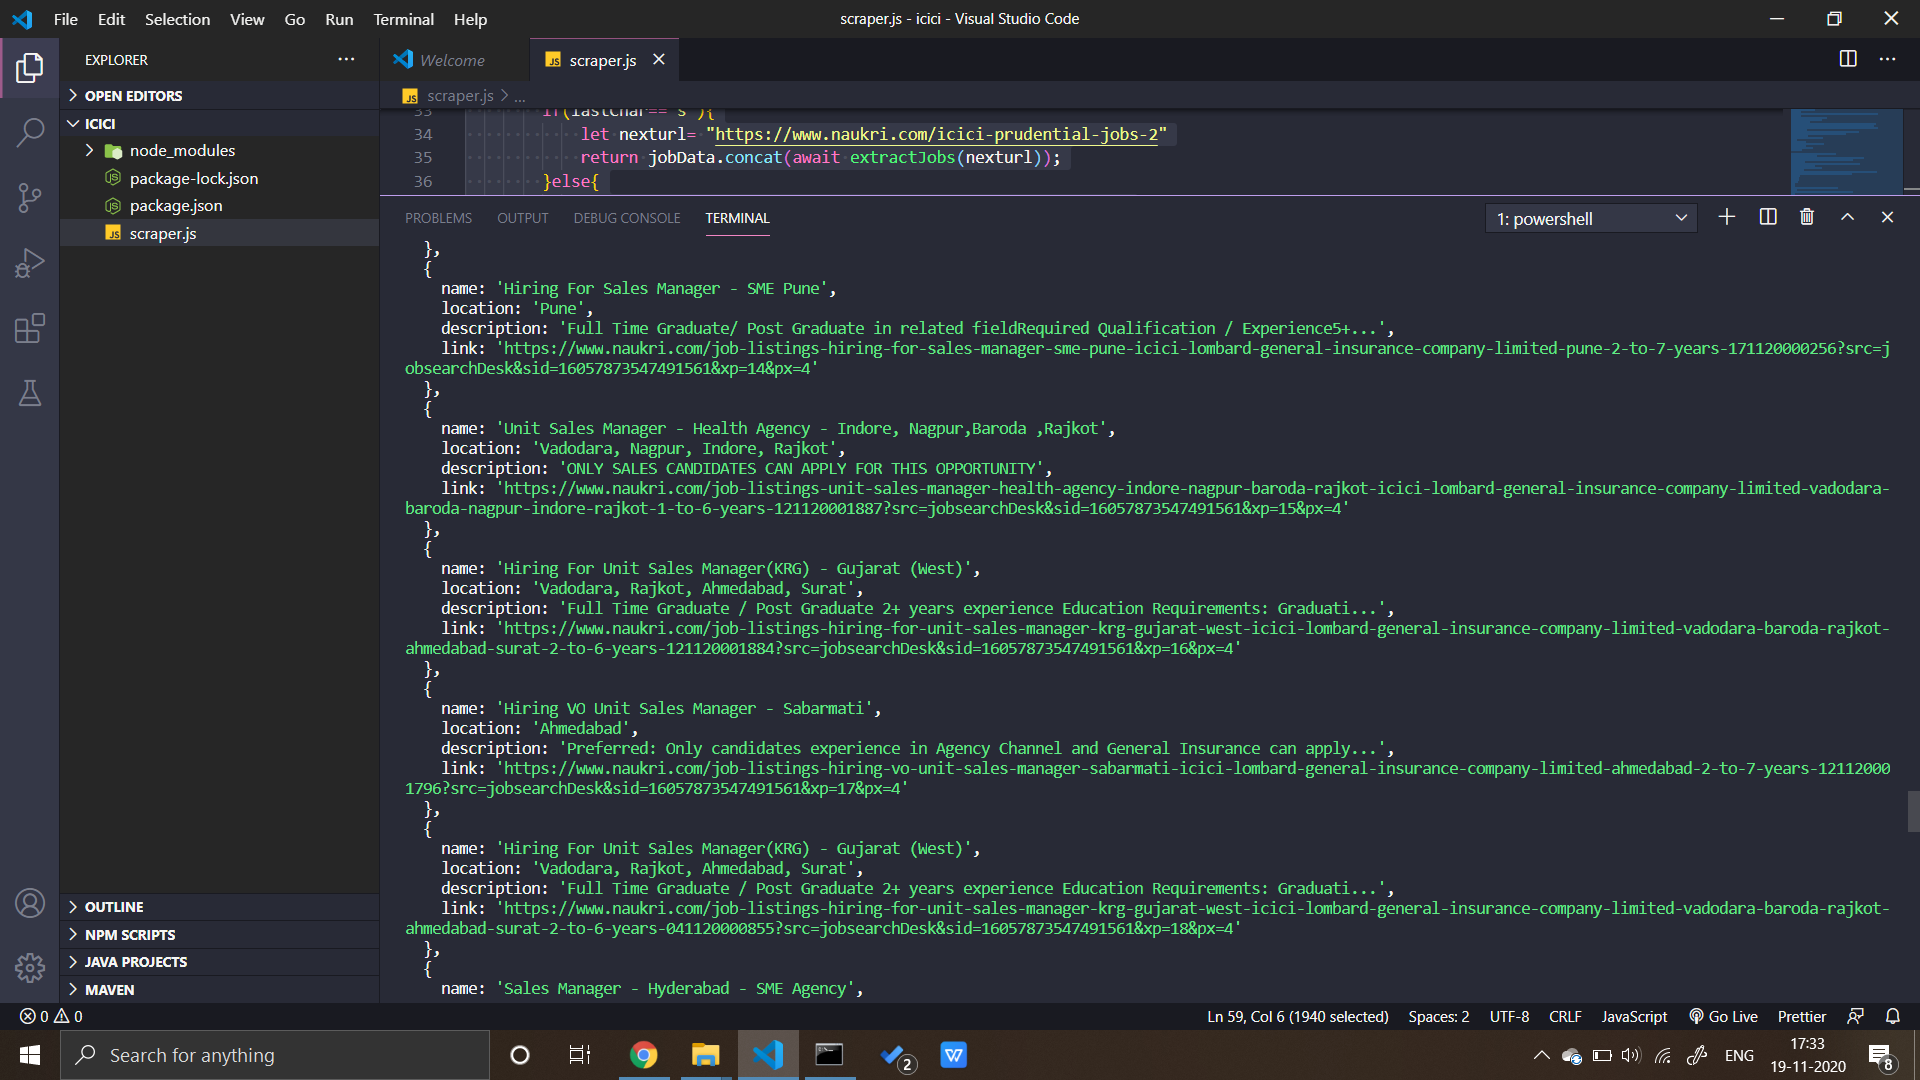 File Edit Selection View Go Run Terminal Help
scraper.js - icici - Visual Studio Code
EXPLORER
Welcome
JS scraper.js
OPEN EDITORS
JS scraper.js > ...
ICICI
node_modules
package-lock.json
package.json
JS scraper.js
33 if(lastChar== s ){
34 let nexturl= "https://www.naukri.com/icici-prudential-jobs-2"
35 return jobData.concat(await extractJobs(nexturl));
36 }else{
PROBLEMS OUTPUT DEBUG CONSOLE TERMINAL
1: powershell
},
{
name: 'Hiring For Sales Manager - SME Pune',
location: 'Pune',
description: 'Full Time Graduate/ Post Graduate in related fieldRequired Qualification / Experience5+...',
link: 'https://www.naukri.com/job-listings-hiring-for-sales-manager-sme-pune-icici-lombard-general-insurance-company-limited-pune-2-to-7-years-171120000256?src=j
obsearchDesk&sid=16057873547491561&xp=14&px=4'
},
{
name: 'Unit Sales Manager - Health Agency - Indore, Nagpur,Baroda ,Rajkot',
location: 'Vadodara, Nagpur, Indore, Rajkot',
description: 'ONLY SALES CANDIDATES CAN APPLY FOR THIS OPPORTUNITY',
link: 'https://www.naukri.com/job-listings-unit-sales-manager-health-agency-indore-nagpur-baroda-rajkot-icici-lombard-general-insurance-company-limited-vadodara-
baroda-nagpur-indore-rajkot-1-to-6-years-121120001887?src=jobsearchDesk&sid=16057873547491561&xp=15&px=4'
},
{
name: 'Hiring For Unit Sales Manager(KRG) - Gujarat (West)',
location: 'Vadodara, Rajkot, Ahmedabad, Surat',
description: 'Full Time Graduate / Post Graduate 2+ years experience Education Requirements: Graduati...',
link: 'https://www.naukri.com/job-listings-hiring-for-unit-sales-manager-krg-gujarat-west-icici-lombard-general-insurance-company-limited-vadodara-baroda-rajkot-
ahmedabad-surat-2-to-6-years-121120001884?src=jobsearchDesk&sid=16057873547491561&xp=16&px=4'
},
{
name: 'Hiring VO Unit Sales Manager - Sabarmati',
location: 'Ahmedabad',
description: 'Preferred: Only candidates experience in Agency Channel and General Insurance can apply...',
link: 'https://www.naukri.com/job-listings-hiring-vo-unit-sales-manager-sabarmati-icici-lombard-general-insurance-company-limited-ahmedabad-2-to-7-years-12112000
1796?src=jobsearchDesk&sid=16057873547491561&xp=17&px=4'
},
{
name: 'Hiring For Unit Sales Manager(KRG) - Gujarat (West)',
location: 'Vadodara, Rajkot, Ahmedabad, Surat',
description: 'Full Time Graduate / Post Graduate 2+ years experience Education Requirements: Graduati...',
link: 'https://www.naukri.com/job-listings-hiring-for-unit-sales-manager-krg-gujarat-west-icici-lombard-general-insurance-company-limited-vadodara-baroda-rajkot-
ahmedabad-surat-2-to-6-years-041120000855?src=jobsearchDesk&sid=16057873547491561&xp=18&px=4'
},
{
name: 'Sales Manager - Hyderabad - SME Agency',
OUTLINE
NPM SCRIPTS
JAVA PROJECTS
MAVEN
0 0
Ln 59, Col 6 (1940 selected) Spaces: 2 UTF-8 CRLF JavaScript Go Live Prettier
Search for anything
2
W
ENG
17:33
19-11-2020
8